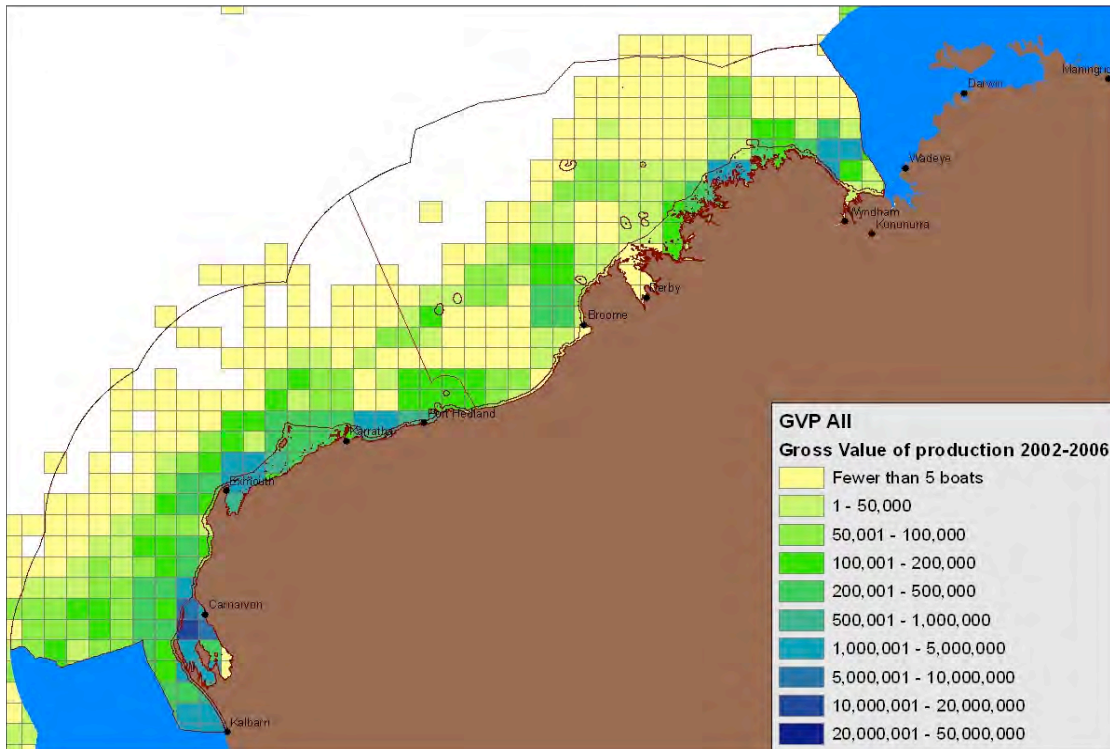 Maningrid
Darwin
Wadeye
Wyndham
Kununurra
Derby
Broome
Port Hedland
Karratha
Exmouth
Carnarvon
Kalbarri
GVP All
Gross Value of production 2002-2006
Fewer than 5 boats
1 - 50,000
50,001 - 100,000
100,001 - 200,000
200,001 - 500,000
500,001 - 1,000,000
1,000,001 - 5,000,000
5,000,001 - 10,000,000
10,000,001 - 20,000,000
20,000,001 - 50,000,000